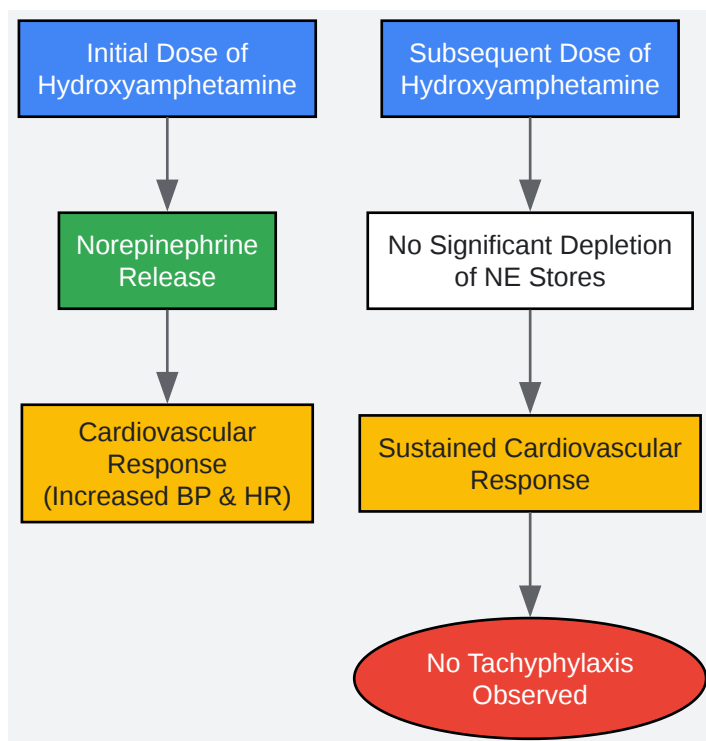 Initial Dose of
Hydroxyamphetamine
Norepinephrine
Release
Cardiovascular
Response
(Increased BP & HR)
Subsequent Dose of
Hydroxyamphetamine
No Significant Depletion
of NE Stores
Sustained Cardiovascular
Response
No Tachyphylaxis
Observed